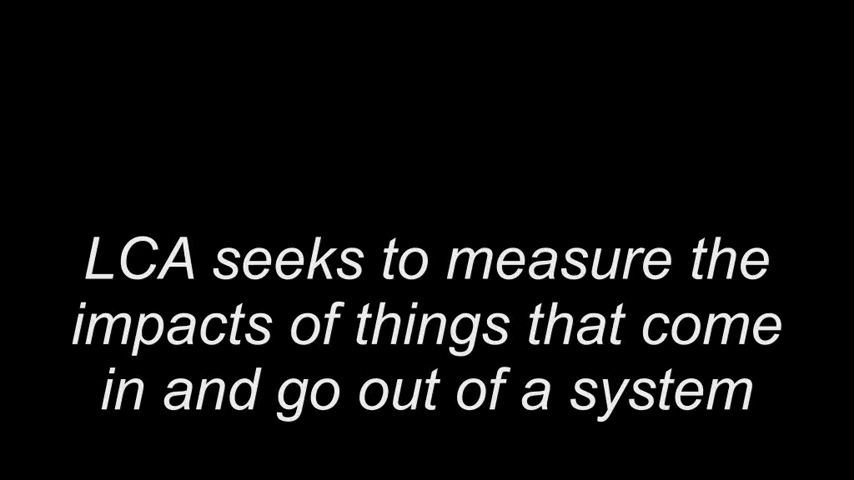 LCA seeks to measure the
impacts of things that come
in and go out of a system